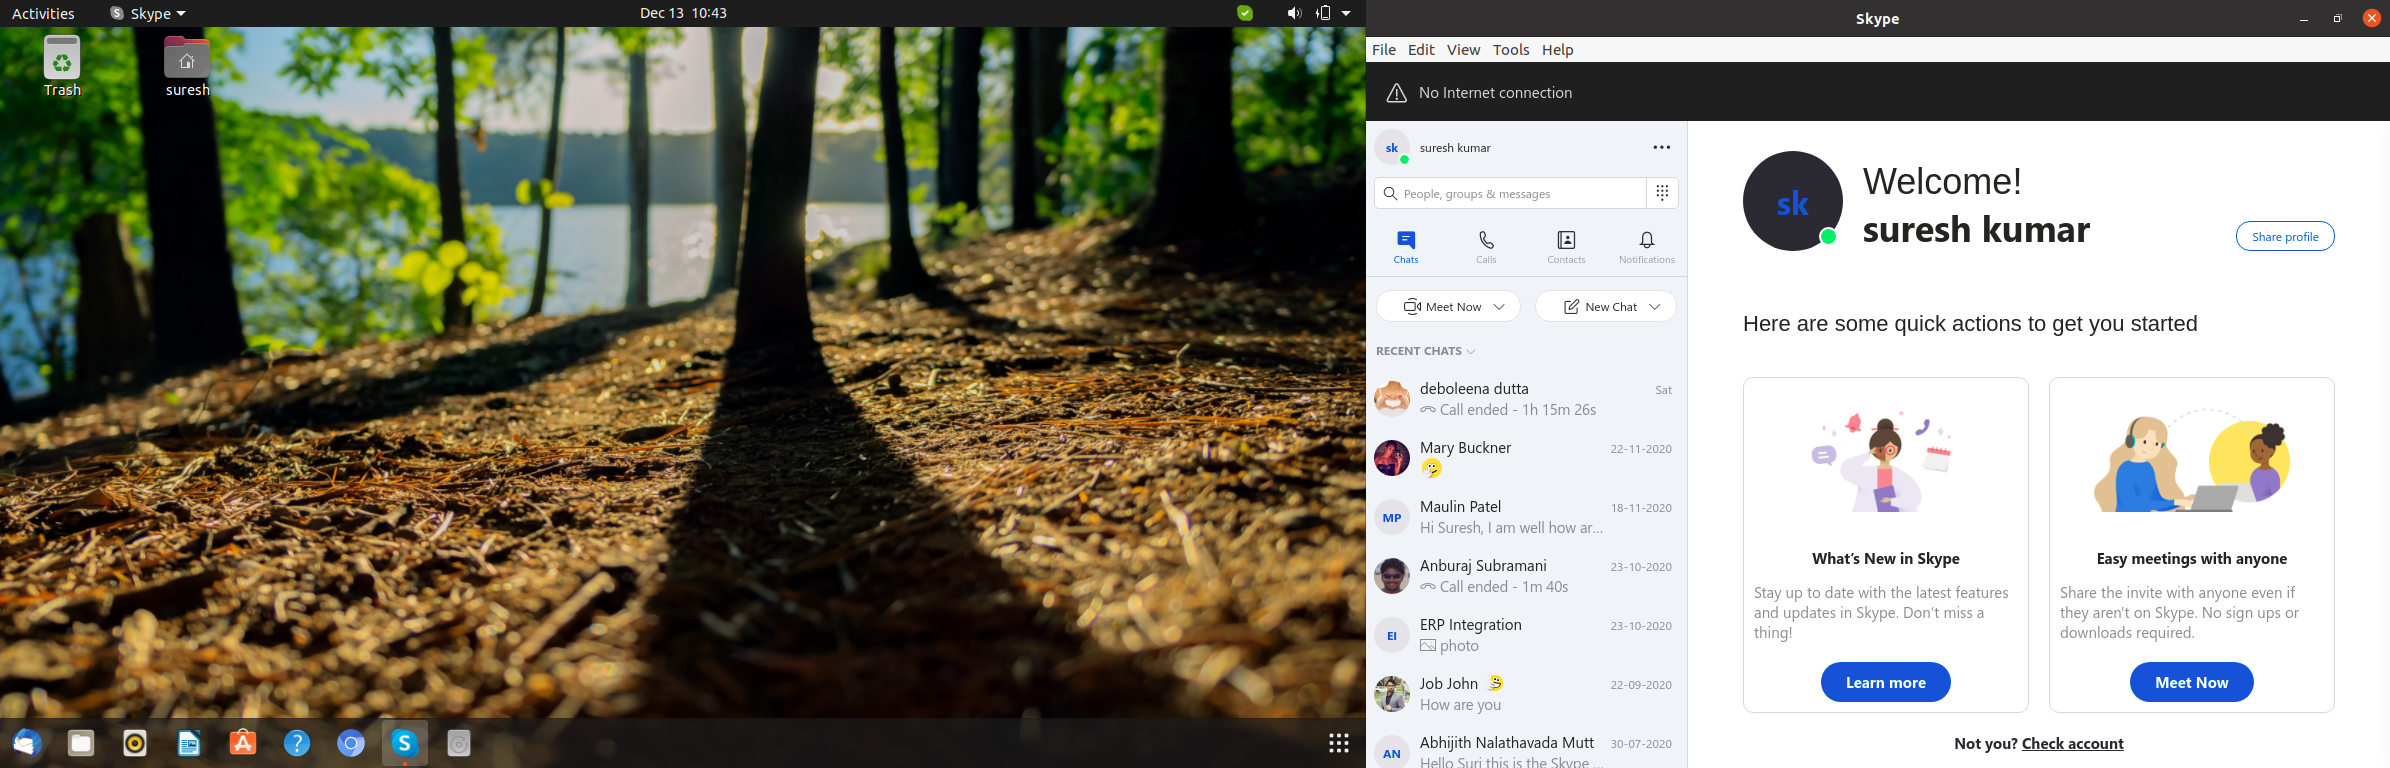 Activities
Skype
Dec 13 10:43
Trash
suresh
Skype
File Edit View Tools Help
No Internet connection
sk
suresh kumar
People, groups & messages
Chats
Calls
Contacts
Notifications
Meet Now
New Chat
RECENT CHATS
deboleena dutta
Sat
Call ended - 1h 15m 26s
Mary Buckner
22-11-2020
MP
Maulin Patel
18-11-2020
Hi Suresh, I am well how ar...
Anburaj Subramani
23-10-2020
Call ended - 1m 40s
EI
ERP Integration
23-10-2020
photo
Job John
22-09-2020
How are you
AN
Abhijith Nalathavada Mutt
30-07-2020
Hello Suri this is the Skype ...
sk
Welcome!
suresh kumar
Share profile
Here are some quick actions to get you started
What's New in Skype
Stay up to date with the latest features
and updates in Skype. Don't miss a
thing!
Learn more
Easy meetings with anyone
Share the invite with anyone even if
they aren't on Skype. No sign ups or
downloads required.
Meet Now
Not you? Check account